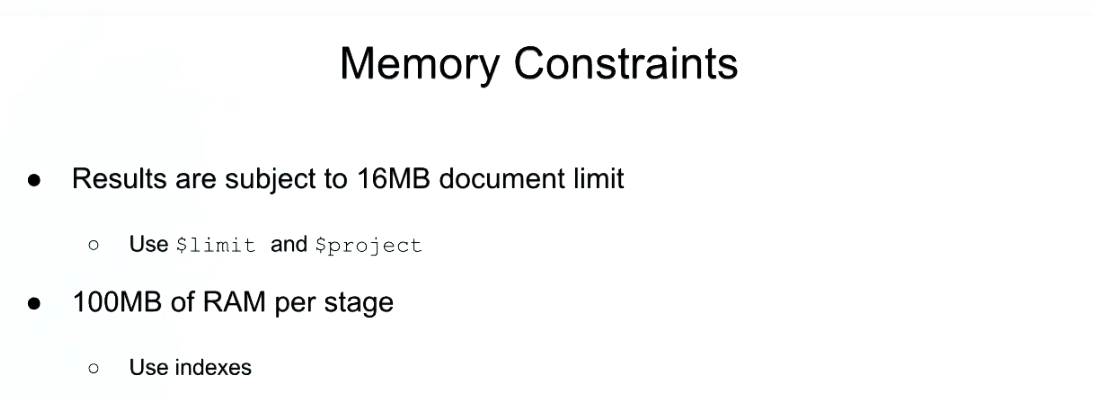 Memory Constraints
● Results are subject to 16MB document limit
○ Use $limit and $project
● 100MB of RAM per stage
○ Use indexes